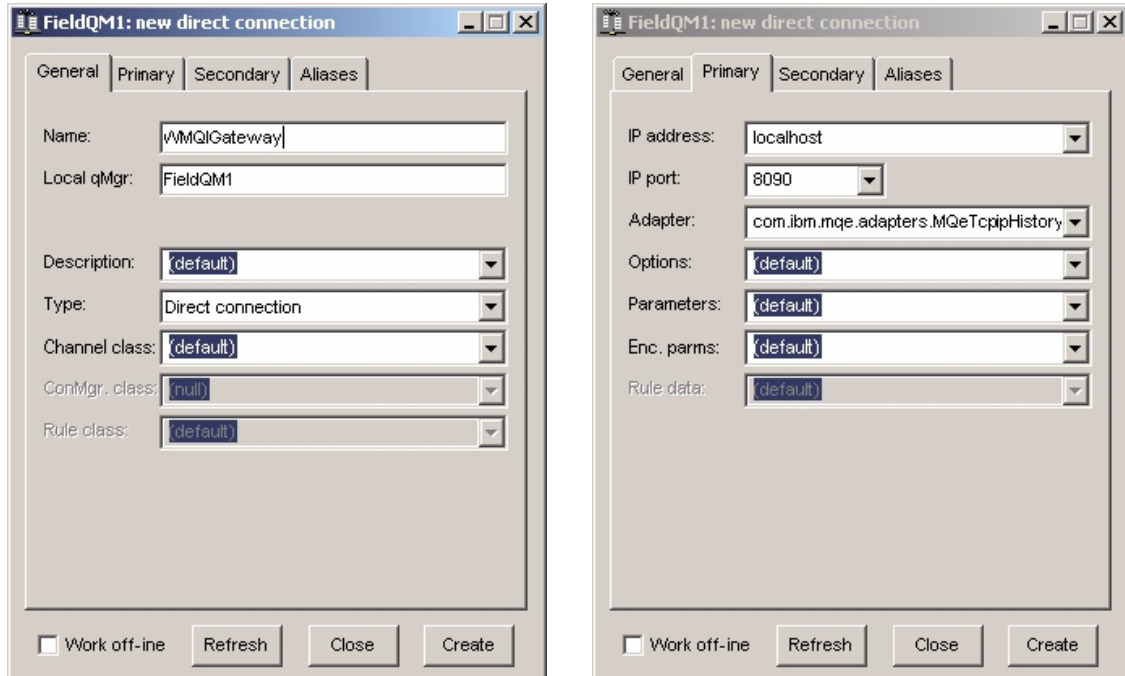 FieldQM1: new direct connection
General Primary Secondary Aliases
Name: WMQIGateway
Local qMgr: FieldQM1
Description: (default)
Type: Direct connection
Channel class: (default)
ConMgr. class: (null)
Rule class: (default)
Work off-ine Refresh Close Create
FieldQM1: new direct connection
General Primary Secondary Aliases
IP address: localhost
IP port: 8090
Adapter: com.ibm.mqe.adapters.MQeTcpipHistory
Options: (default)
Parameters: (default)
Enc. parms: (default)
Rule data: (default)
Work off-ine Refresh Close Create